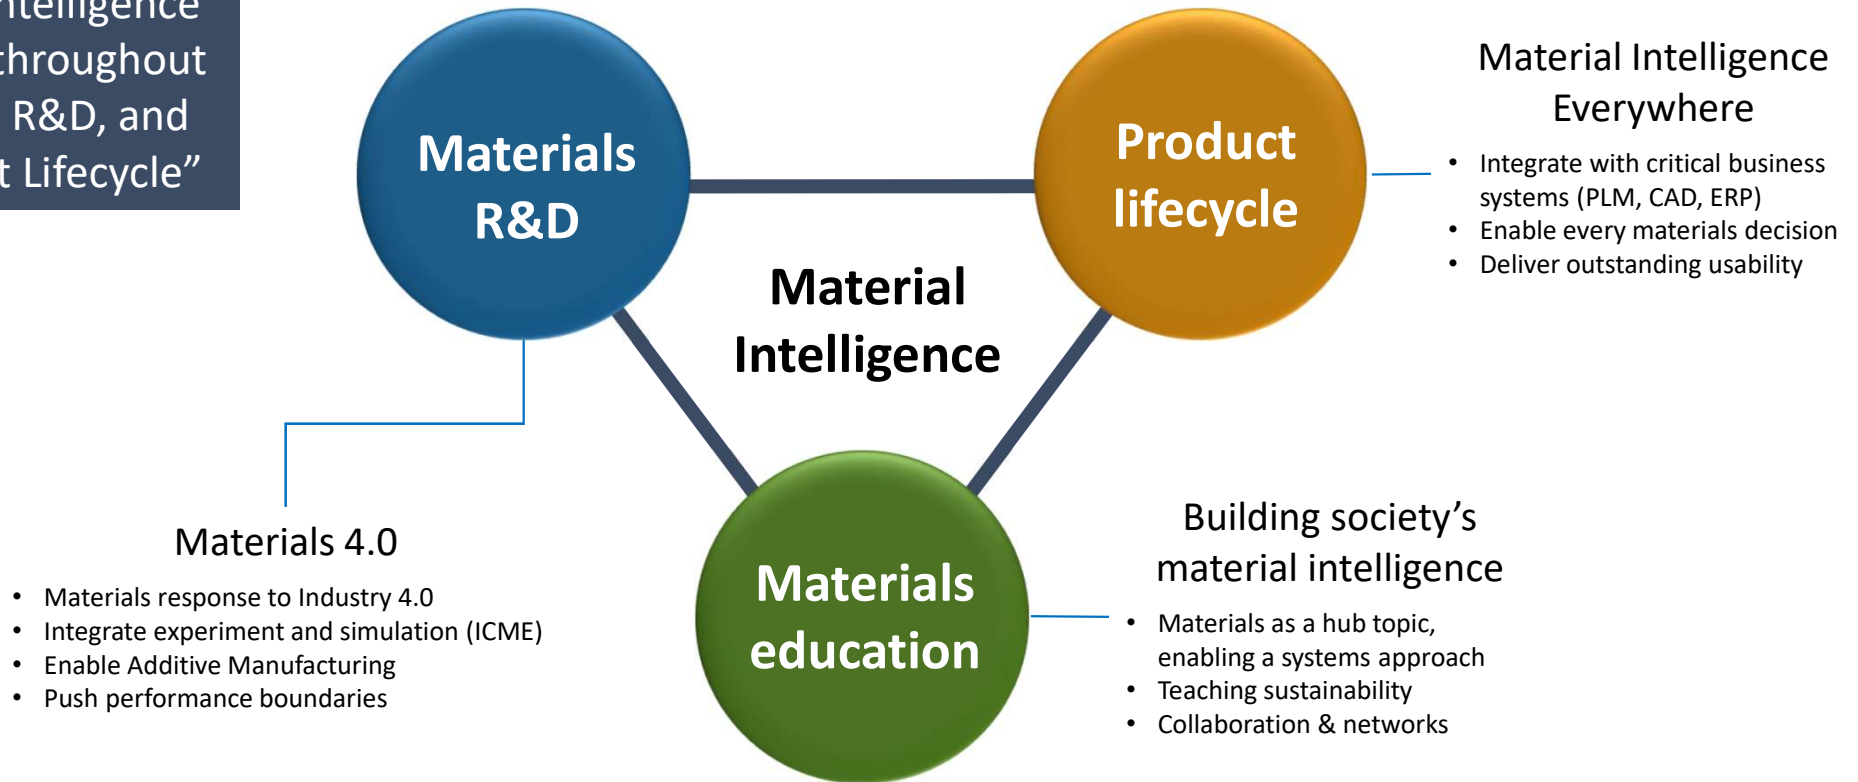 ntelligence
throughout
R&D, and
t Lifecycle”
Materials
R&D
Product
lifecycle
Material
Intelligence
Materials
education
Material Intelligence
Everywhere
• Integrate with critical business
systems (PLM, CAD, ERP)
• Enable every materials decision
• Deliver outstanding usability
Materials 4.0
• Materials response to Industry 4.0
• Integrate experiment and simulation (ICME)
• Enable Additive Manufacturing
• Push performance boundaries
Building society’s
material intelligence
• Materials as a hub topic,
enabling a systems approach
• Teaching sustainability
• Collaboration & networks